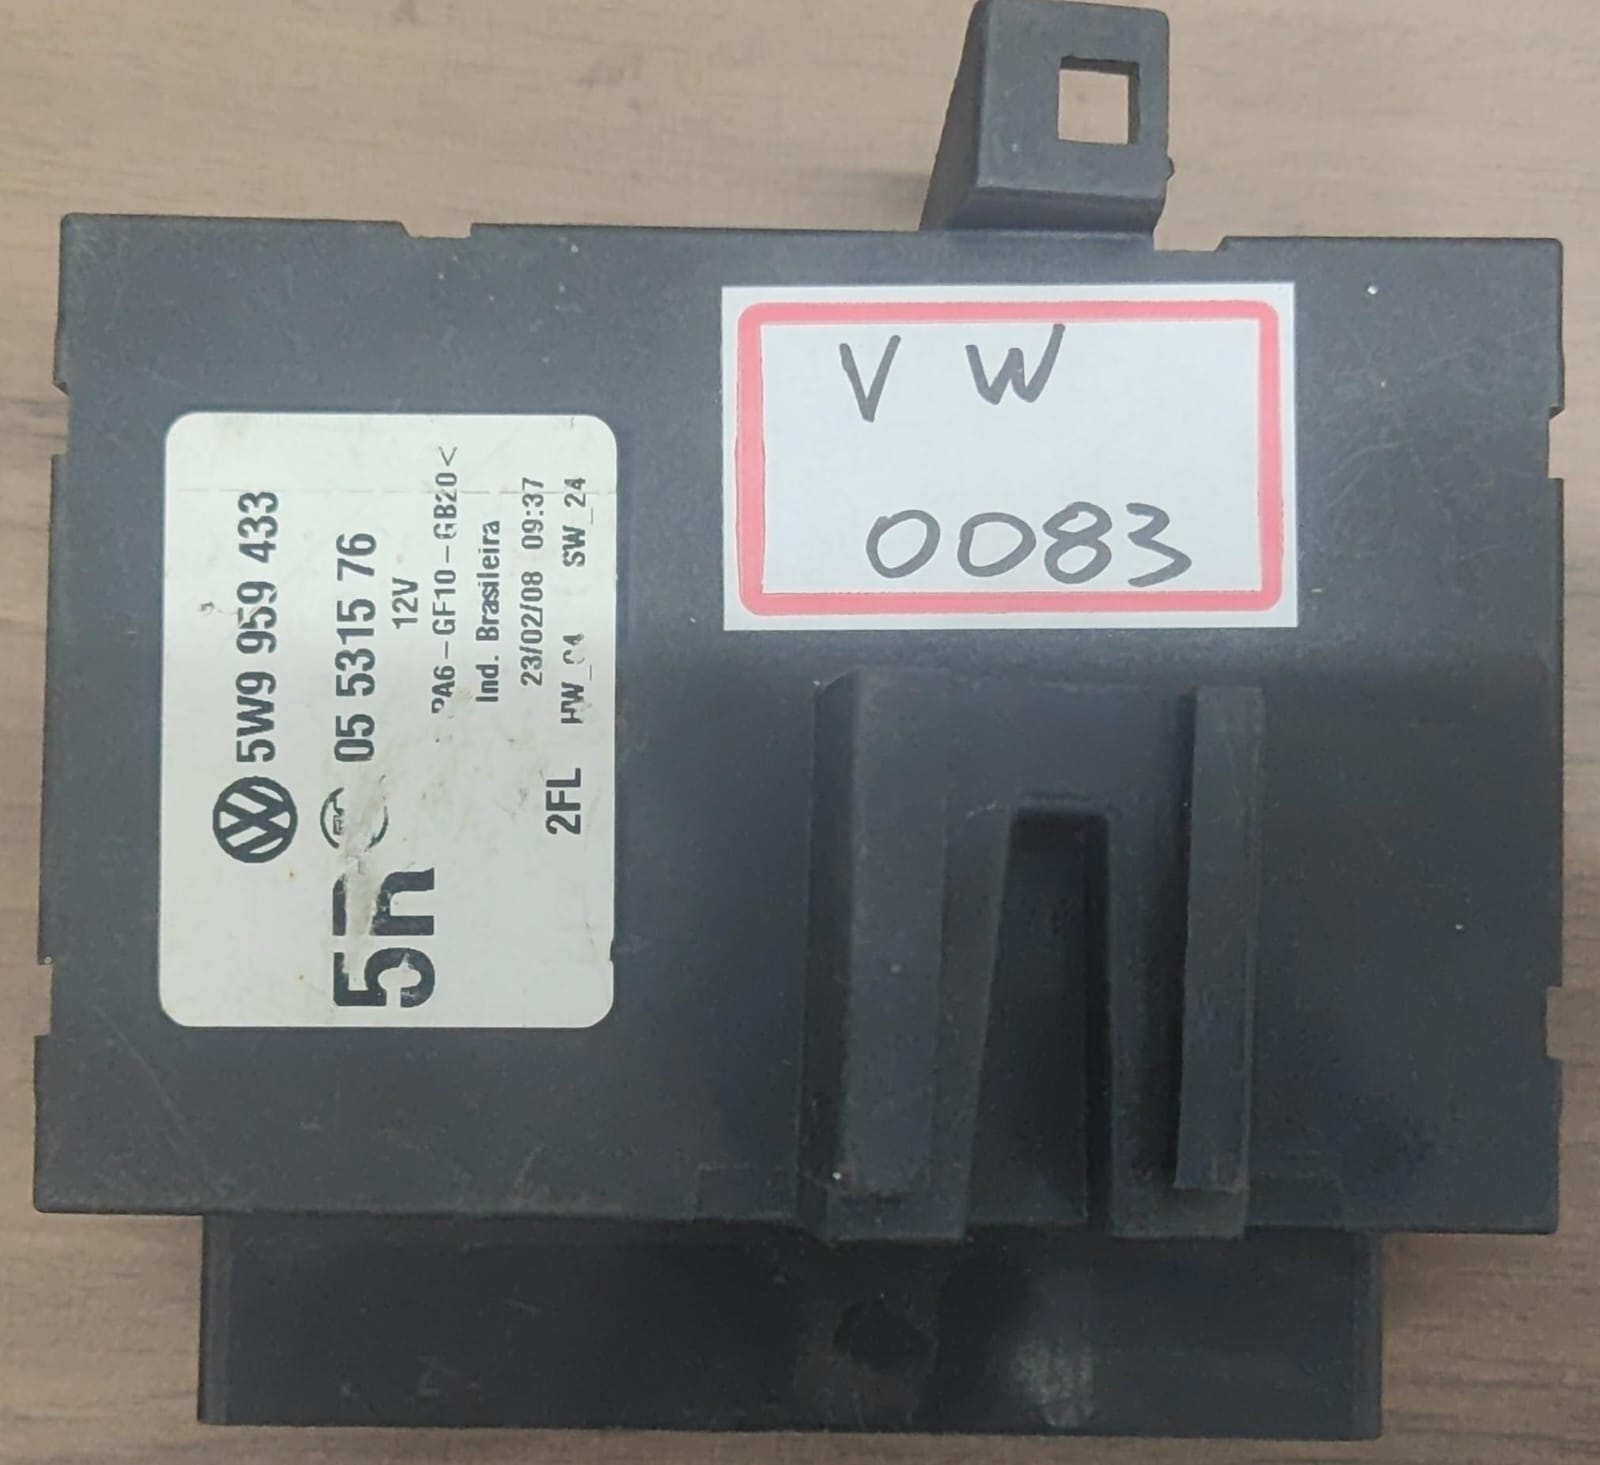 VW
0083
5W9 959 433
05 5315 76
12V
PA6-GF10-GB20<
Ind. Brasileira
23/02/08 09:37
2FL HW_04 SW_24